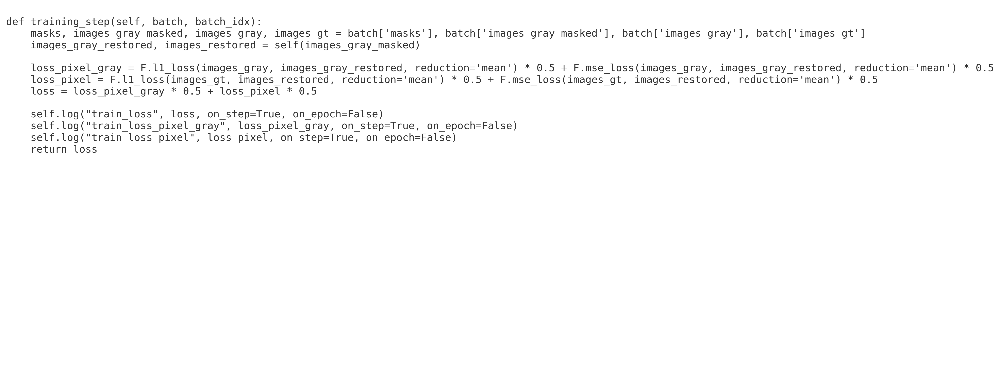 def training_step(self, batch, batch_idx):
    masks, images_gray_masked, images_gray, images_gt = batch['masks'], batch['images_gray_masked'], batch['images_gray'], batch['images_gt']
    images_gray_restored, images_restored = self(images_gray_masked)

    loss_pixel_gray = F.l1_loss(images_gray, images_gray_restored, reduction='mean') * 0.5 + F.mse_loss(images_gray, images_gray_restored, reduction='mean') * 0.5
    loss_pixel = F.l1_loss(images_gt, images_restored, reduction='mean') * 0.5 + F.mse_loss(images_gt, images_restored, reduction='mean') * 0.5
    loss = loss_pixel_gray * 0.5 + loss_pixel * 0.5

    self.log("train_loss", loss, on_step=True, on_epoch=False)
    self.log("train_loss_pixel_gray", loss_pixel_gray, on_step=True, on_epoch=False)
    self.log("train_loss_pixel", loss_pixel, on_step=True, on_epoch=False)
    return loss